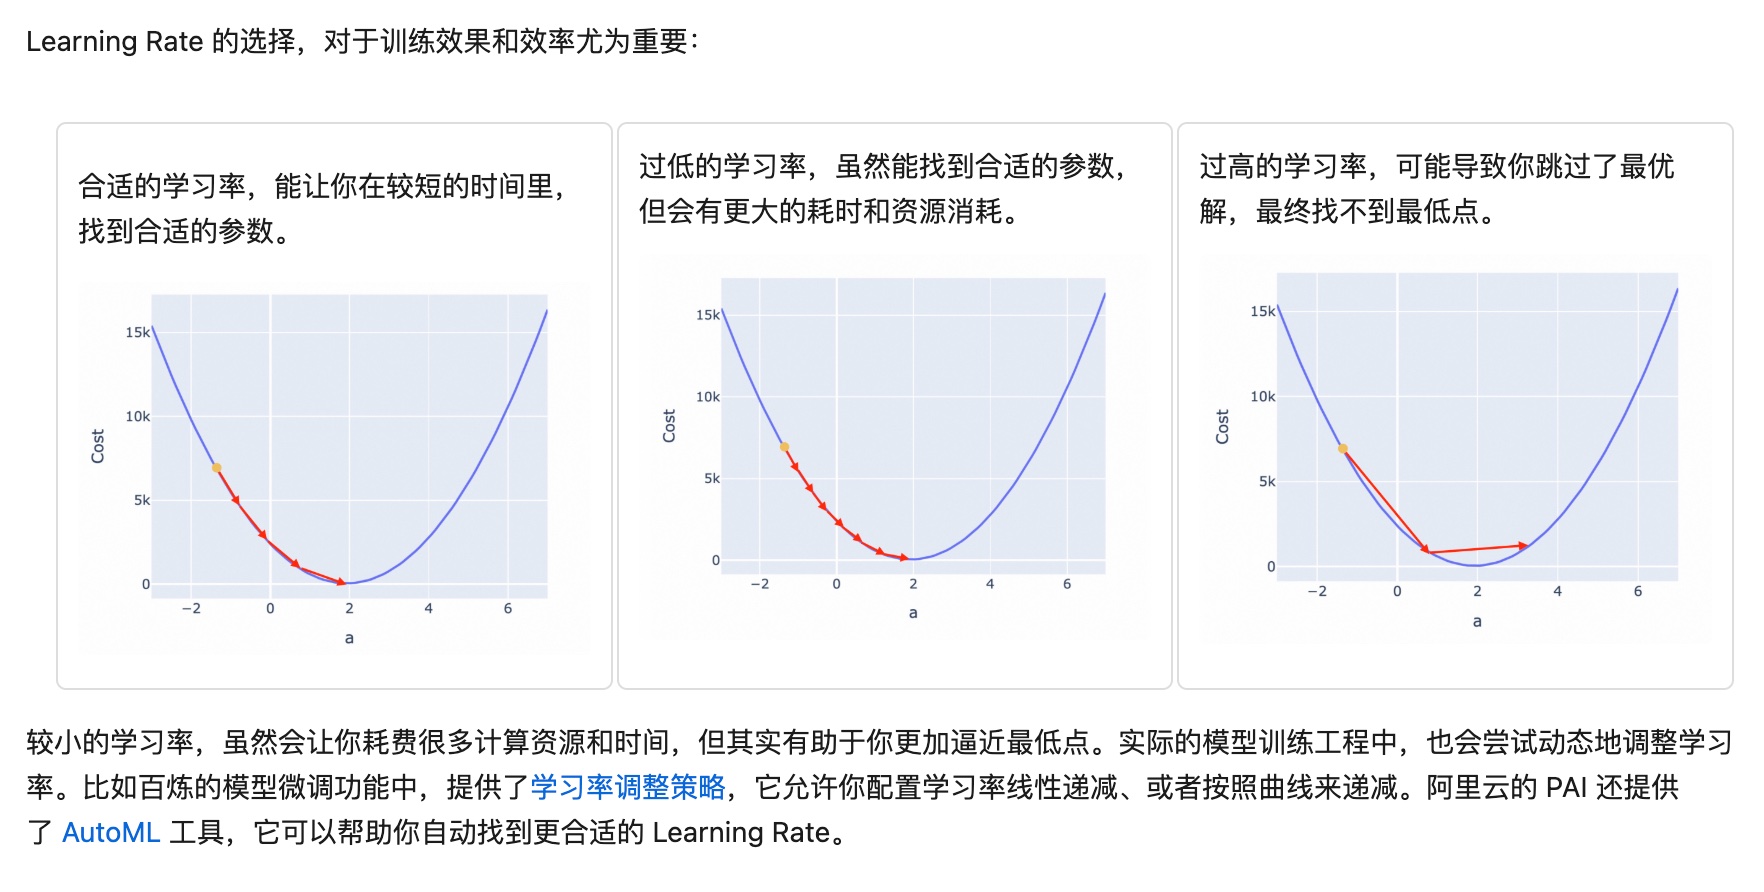 Learning Rate 的选择，对于训练效果和效率尤为重要：
合适的学习率，能让你在较短的时间里，
找到合适的参数。
15k
10k
5k
0
Cost
−2
0
2
4
6
a
过低的学习率，虽然能找到合适的参数，
但会有更大的耗时和资源消耗。
15k
10k
5k
0
Cost
−2
0
2
4
6
a
过高的学习率，可能导致你跳过了最优
解，最终找不到最低点。
15k
10k
5k
0
Cost
−2
0
2
4
6
a
较小的学习率，虽然会让你耗费很多计算资源和时间，但其实有助于你更加逼近最低点。实际的模型训练工程中，也会尝试动态地调整学习
率。比如百炼的模型微调功能中，提供了学习率调整策略，它允许你配置学习率线性递减、或者按照曲线来递减。阿里云的 PAI 还提供
了 AutoML 工具，它可以帮助你自动找到更合适的 Learning Rate。